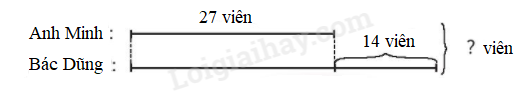 27 viên
Anh Minh :
14 viên
? viên
Bác Dũng :
Loigiaihay.com